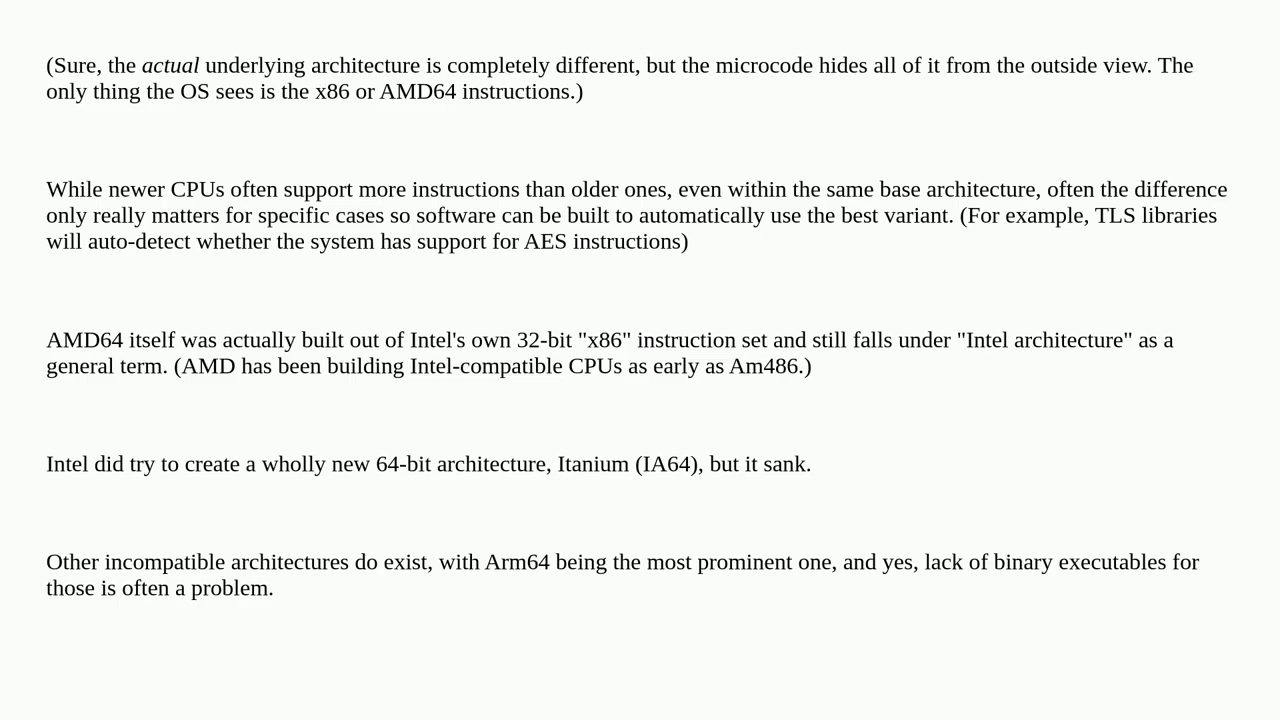 (Sure, the actual underlying architecture is completely different, but the microcode hides all of it from the outside view. The
only thing the OS sees is the x86 or AMD64 instructions.)
While newer CPUs often support more instructions than older ones, even within the same base architecture, often the difference
only really matters for specific cases so software can be built to automatically use the best variant. (For example, TLS libraries
will auto-detect whether the system has support for AES instructions)
AMD64 itself was actually built out of Intel's own 32-bit "x86" instruction set and still falls under "Intel architecture" as a
general term. (AMD has been building Intel-compatible CPUs as early as Am486.)
Intel did try to create a wholly new 64-bit architecture, Itanium (IA64), but it sank.
Other incompatible architectures do exist, with Arm64 being the most prominent one, and yes, lack of binary executables for
those is often a problem.